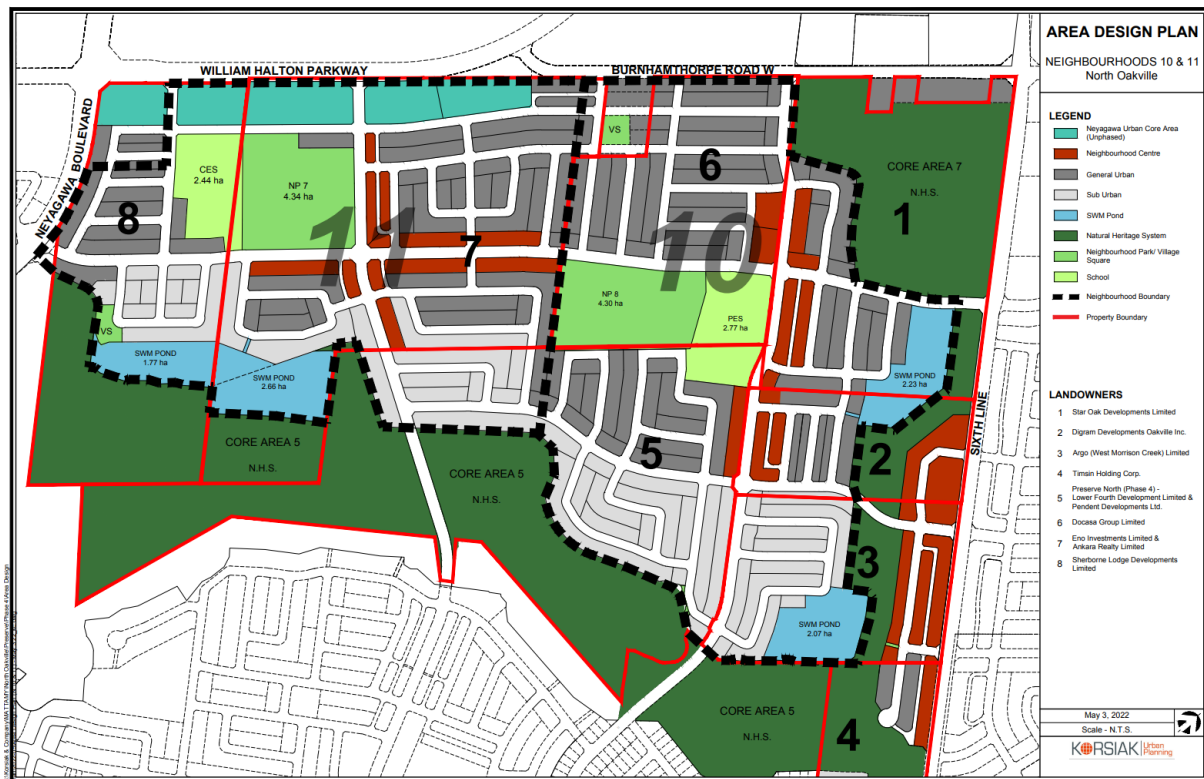 WILLIAM HALTON PARKWAY
BURNHAMTHORPE ROAD W
NEYAGAWA BOULEVARD
SIXTH LINE
CES
2.44 ha
NP 7
4.34 ha
VS
6
CORE AREA 7
N.H.S.
1
8
11
7
10
NP 8
4.30 ha
PES
2.77 ha
VS
SWM POND
1.77 ha
SWM POND
2.66 ha
SWM POND
2.23 ha
CORE AREA 5
N.H.S.
CORE AREA 5
N.H.S.
5
2
3
SWM POND
2.07 ha
CORE AREA 5
N.H.S.
4
AREA DESIGN PLAN
NEIGHBOURHOODS 10 & 11
North Oakville
LEGEND
Neyagawa Urban Core Area
(Unphased)
Neighbourhood Centre
General Urban
Sub Urban
SWM Pond
Natural Heritage System
Neighbourhood Park/ Village
Square
School
Neighbourhood Boundary
Property Boundary
LANDOWNERS
1 Star Oak Developments Limited
2 Digram Developments Oakville Inc.
3 Argo (West Morrison Creek) Limited
4 Timsin Holding Corp.
5 Preserve North (Phase 4) -
Lower Fourth Development Limited &
Pendent Developments Ltd.
6 Docasa Group Limited
7 Eno Investments Limited &
Ankara Realty Limited
8 Sherborne Lodge Developments
Limited
May 3, 2022
Scale - N.T.S.
KORSIAK Urban
Planning